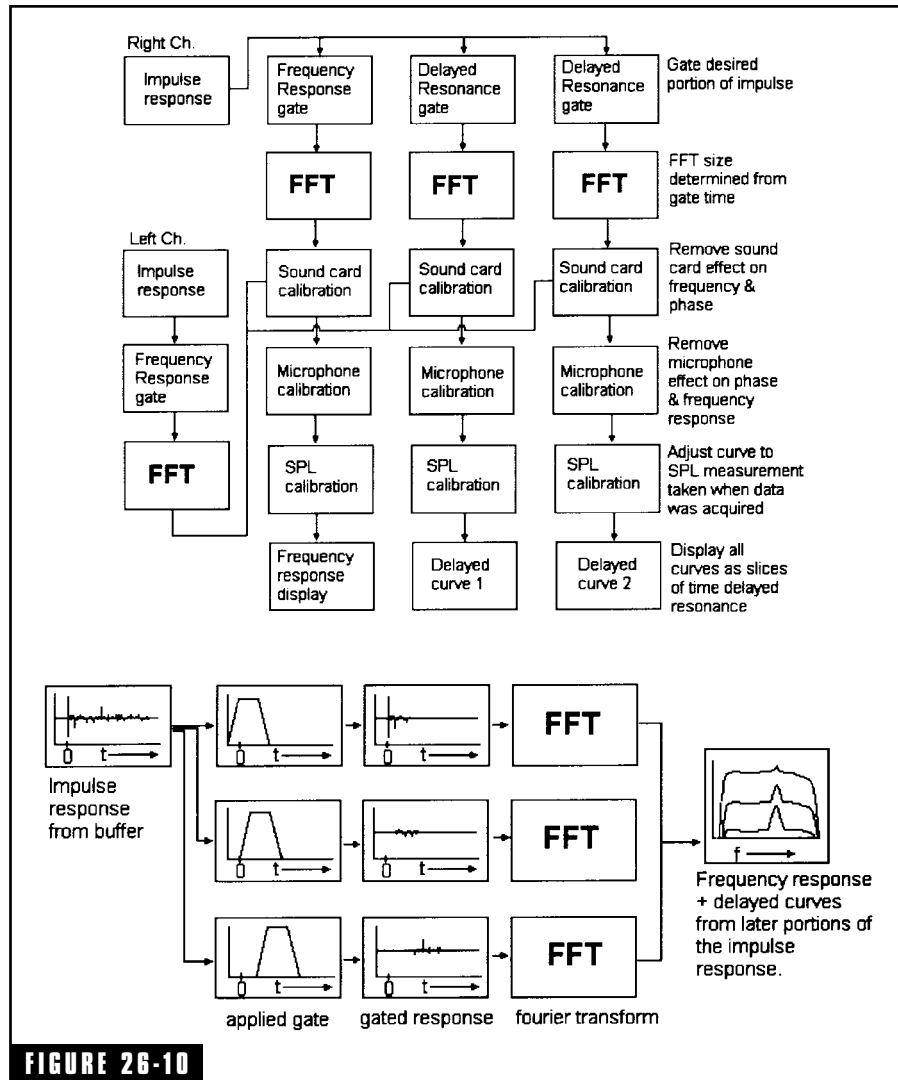 Right Ch.
Impulse
response
Frequency
Response
gate
Delayed
Resonance
gate
Delayed
Resonance
gate
Gate desired
portion of impulse
FFT
FFT
FFT
FFT size
determined from
gate time
Left Ch.
Impulse
response
Sound card
calibration
Sound card
calibration
Sound card
calibration
Remove sound
card effect on
frequency &
phase
Frequency
Response
gate
Microphone
calibration
Microphone
calibration
Microphone
calibration
Remove
microphone
effect on phase
& frequency
response
FFT
SPL
calibration
SPL
calibration
SPL
calibration
Adjust curve to
SPL measurement
taken when data
was acquired
Frequency
response
display
Delayed
curve 1
Delayed
curve 2
Display all
curves as slices
of time delayed
resonance
0 t
Impulse
response
from buffer
0 t
0 t
FFT
0 t
0 t
FFT
0 t
0 t
FFT
f
Frequency response
+ delayed curves
from later portions of
the impulse
response.
applied gate
gated response
fourier transform
FIGURE 26-10